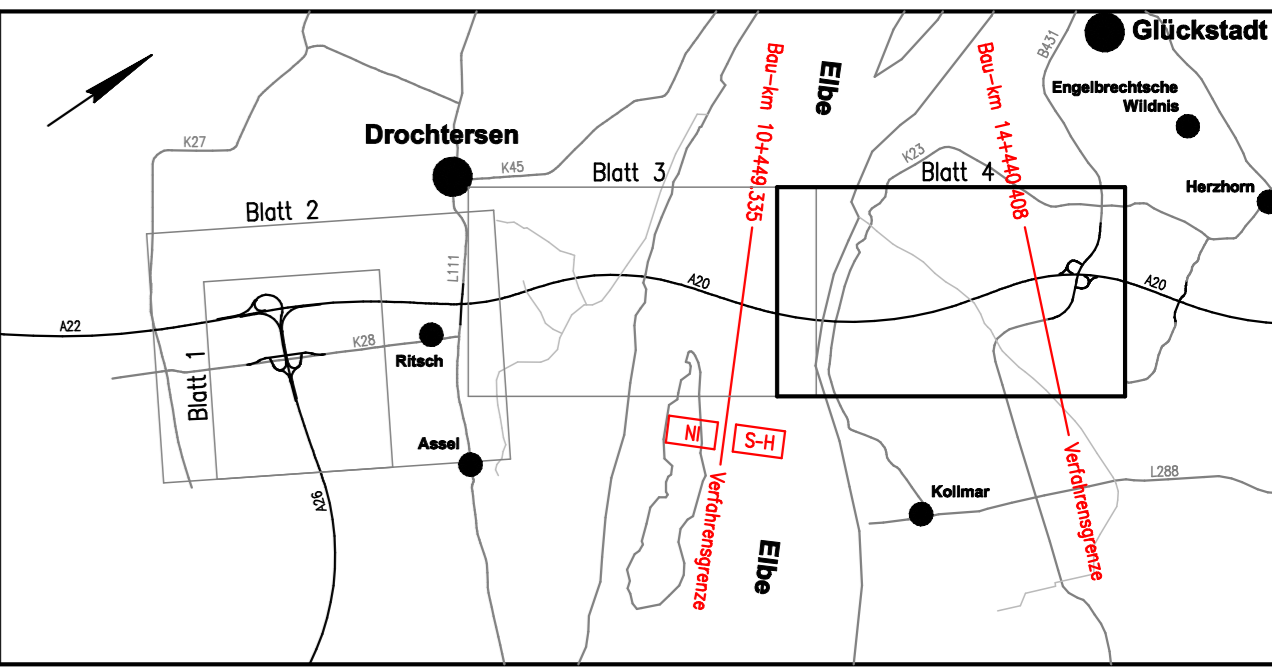 Glückstadt
B431
Engelbrechtsche
Wildnis
Bau-km 10+449.335
Elbe
Bau-km 14+440.408
Drochtersen
K27
K45
Blatt 3
K23
Blatt 4
Herzhorn
Blatt 2
L111
A20
A20
A22
K28
Ritsch
Blatt 1
Assel
NI
S-H
Verfahrensgrenze
Verfahrensgrenze
L288
Kollmar
A26
Elbe